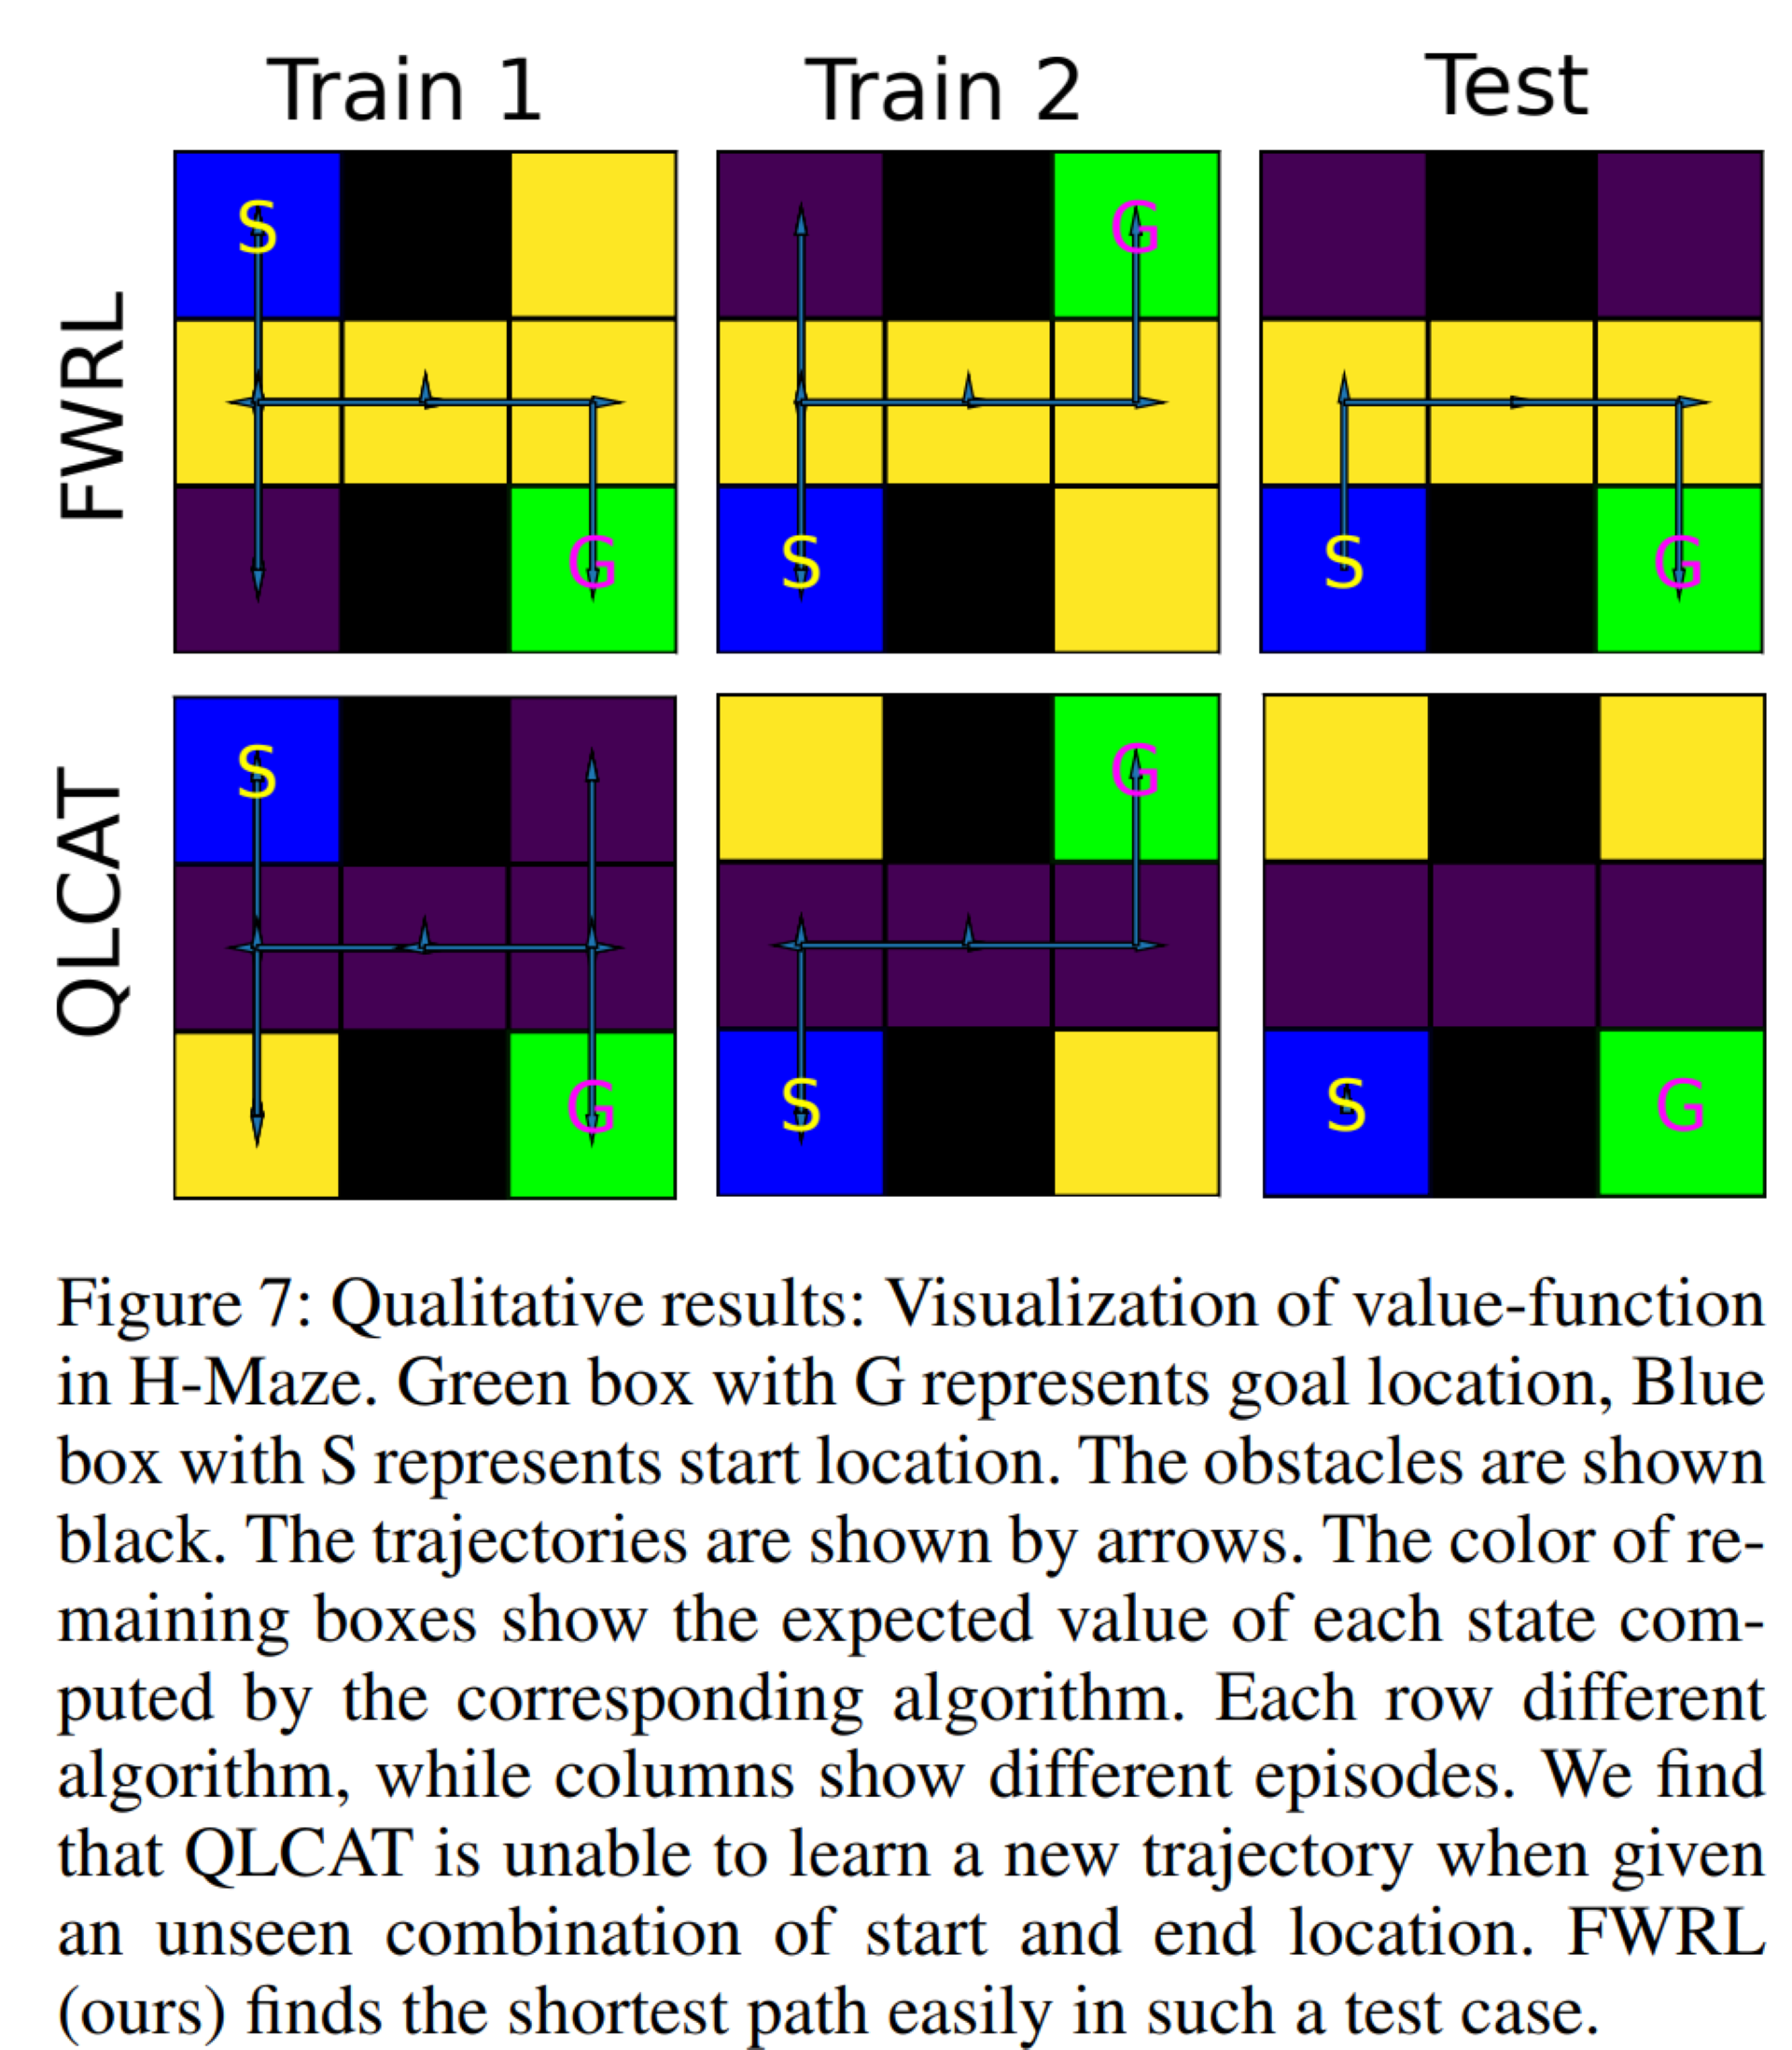 Train 1 Train 2 Test
FWRL
S G
G S S G
QLCAT
S G
G S S G
Figure 7: Qualitative results: Visualization of value-function
in H-Maze. Green box with G represents goal location, Blue
box with S represents start location. The obstacles are shown
black. The trajectories are shown by arrows. The color of re-
maining boxes show the expected value of each state com-
puted by the corresponding algorithm. Each row different
algorithm, while columns show different episodes. We find
that QLCAT is unable to learn a new trajectory when given
an unseen combination of start and end location. FWRL
(ours) finds the shortest path easily in such a test case.